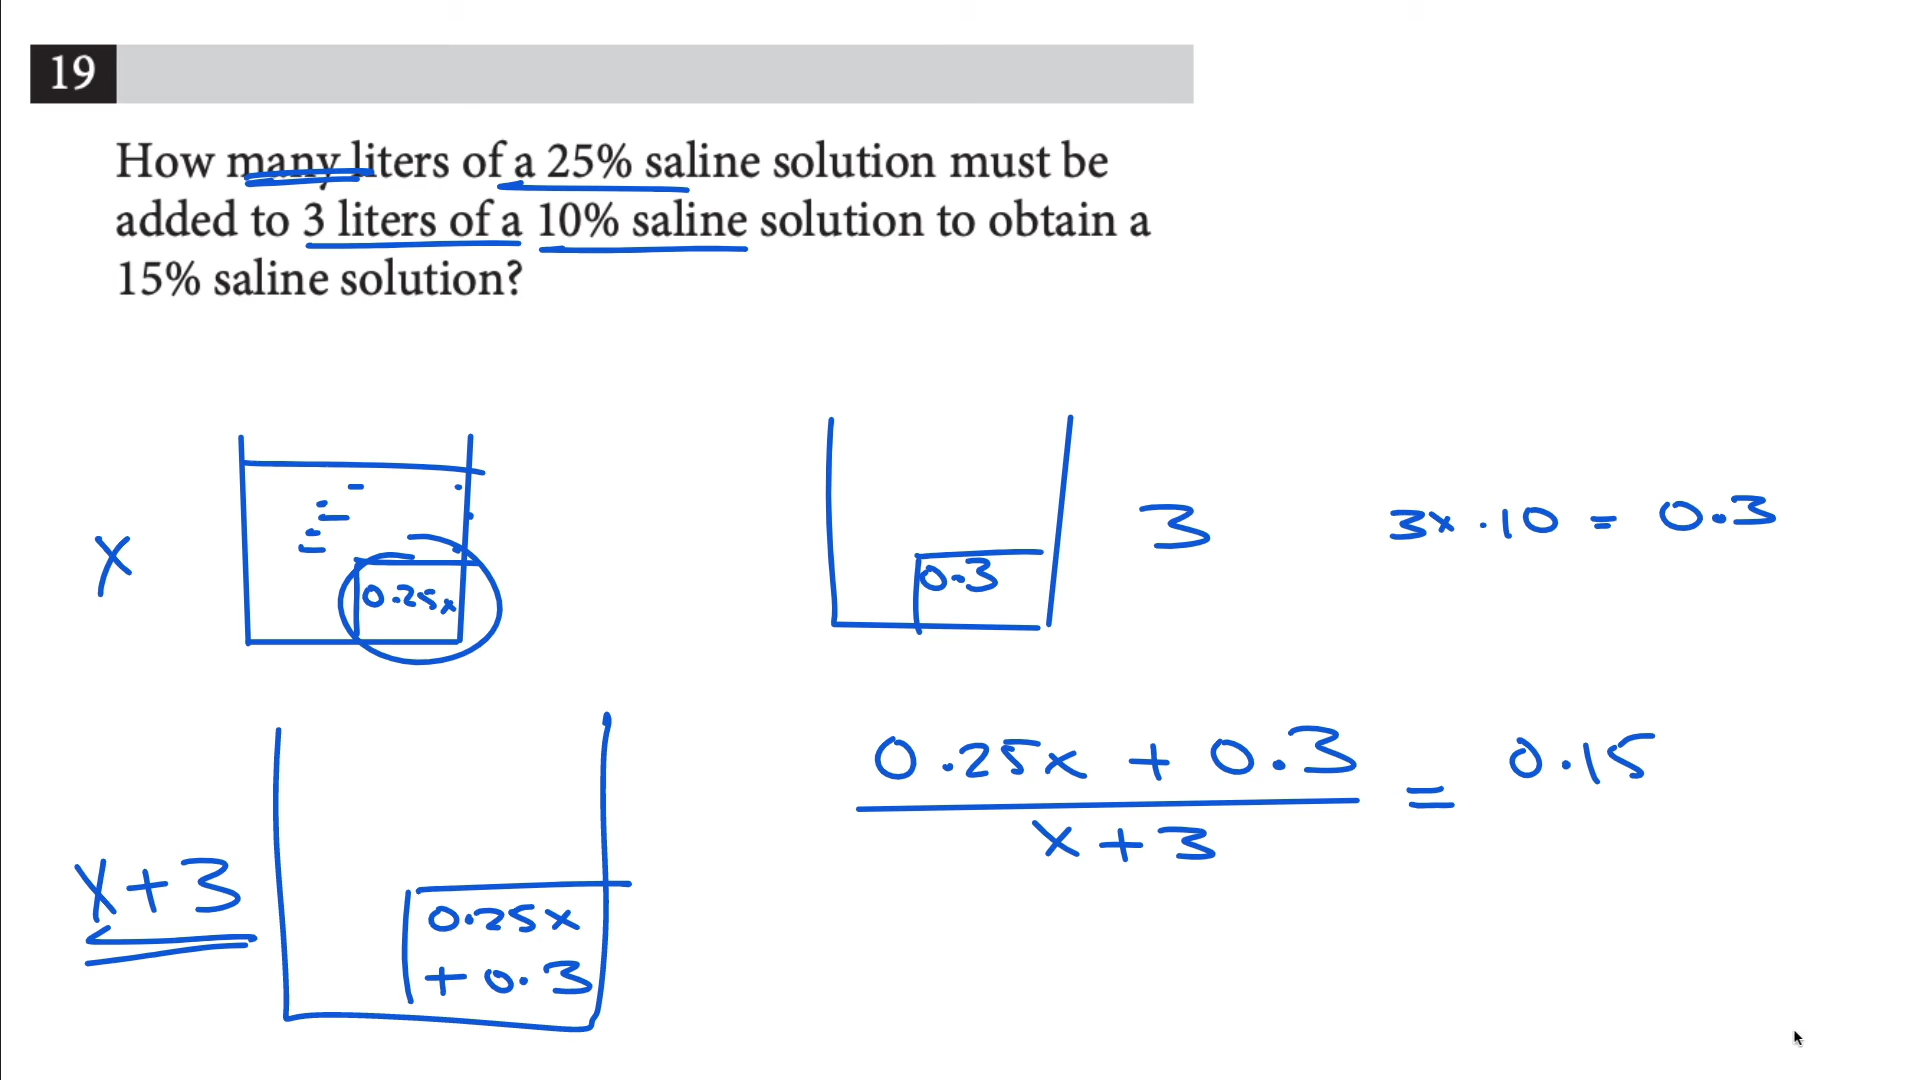 19
How many liters of a 25% saline solution must be
added to 3 liters of a 10% saline solution to obtain a
15% saline solution?
x
0.25x
0.3
3
3x .10 = 0.3
x+3
0.25x
+ 0.3
0.25x + 0.3
x + 3
= 0.15